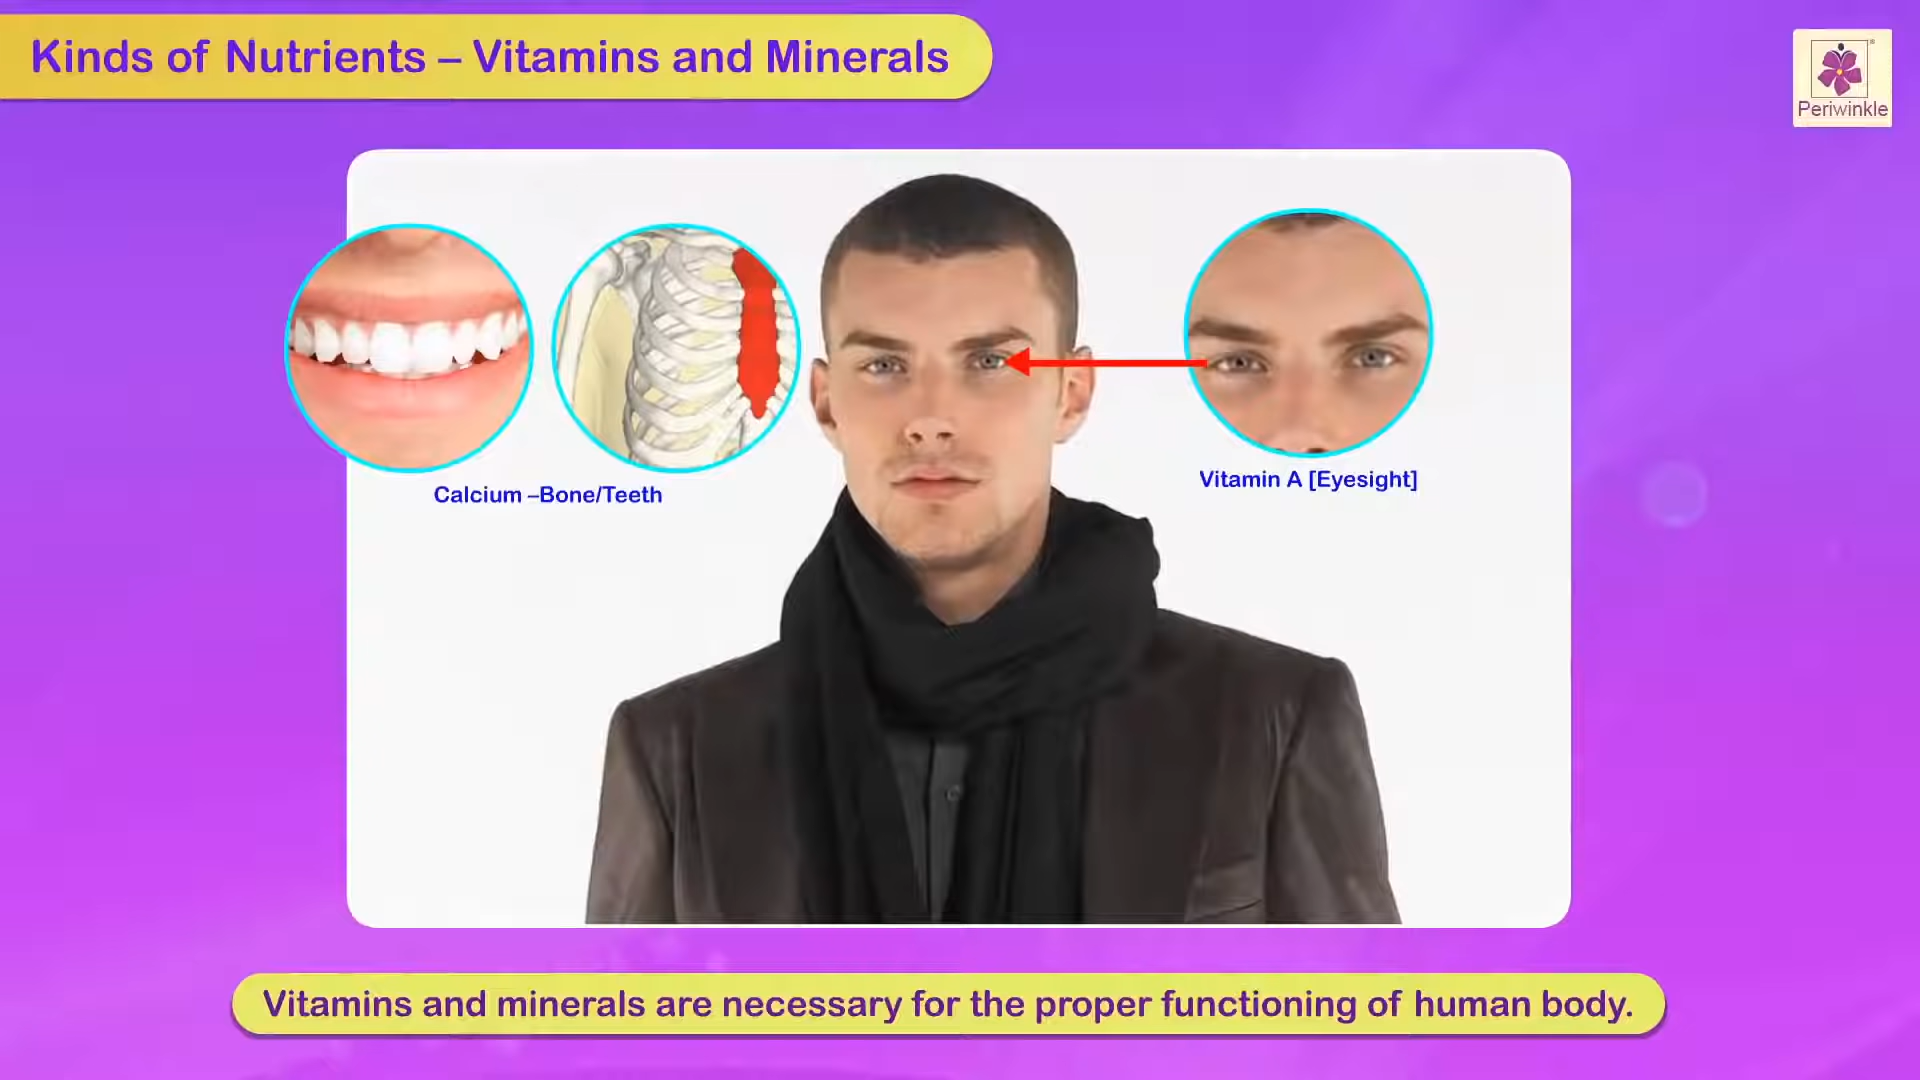 Kinds of Nutrients – Vitamins and Minerals
Periwinkle
Calcium –Bone/Teeth
Vitamin A [Eyesight]
Vitamins and minerals are necessary for the proper functioning of human body.